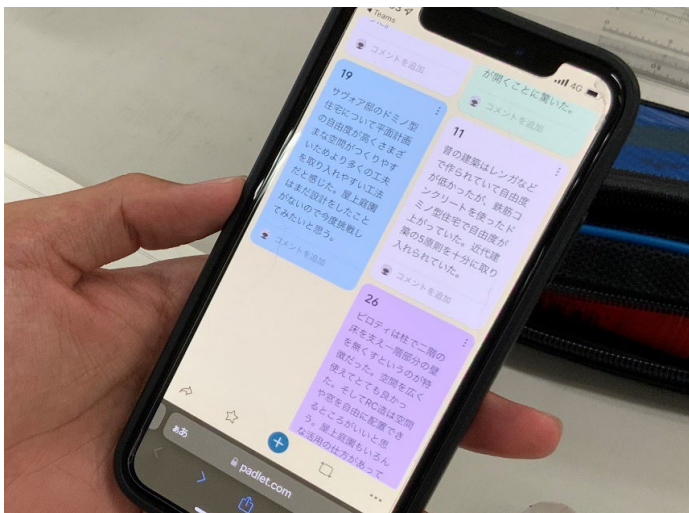 Teams
4G
コメントを追加
19
サヴォア邸のドミノ型
住宅について平面計画
の自由度が高くさまざ
まな空間がつくりやす
いためより多くの工夫
を取り入れやすい工法
だと感じた。屋上庭園
はまだ設計をしたこと
がないので今度挑戦し
てみたいと思う。
コメントを追加
が開くことに驚いた。
コメントを追加
11
昔の建築はレンガなど
で作られていて自由度
が低かったが、鉄筋コ
ンクリートを使ったド
ミノ型住宅で自由度が
上がっていた。近代建
築の5原則を十分に取り
入れられていた。
コメントを追加
26
ピロティは柱で二階の
床を支え一階部分の壁
を無くすというのが特
徴だった。空間を広く
使えてとても良かっ
た。そしてRC造は空間
や窓を自由に配置でき
るところがいいと思
う。屋上庭園もいろん
な活用の仕方があって
ぁあ
padlet.com